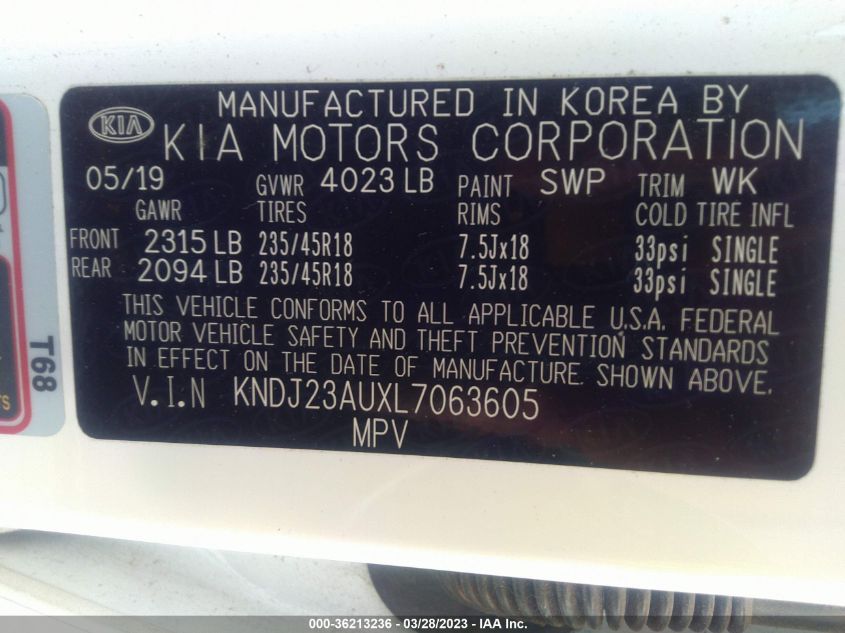 MANUFACTURED IN KOREA BY
KIA KIA MOTORS CORPORATION
05/19 GVWR 4023 LB PAINT SWP TRIM WK
GAWR TIRES RIMS COLD TIRE INFL
FRONT 2315 LB 235/45R18 7.5Jx18 33psi SINGLE
REAR 2094 LB 235/45R18 7.5Jx18 33psi SINGLE
THIS VEHICLE CONFORMS TO ALL APPLICABLE U.S.A. FEDERAL
MOTOR VEHICLE SAFETY AND THEFT PREVENTION STANDARDS
IN EFFECT ON THE DATE OF MANUFACTURE SHOWN ABOVE.
V.I.N KNDJ23AUXL7063605
MPV
T68
000-36213236 - 03/28/2023 - IAA Inc.